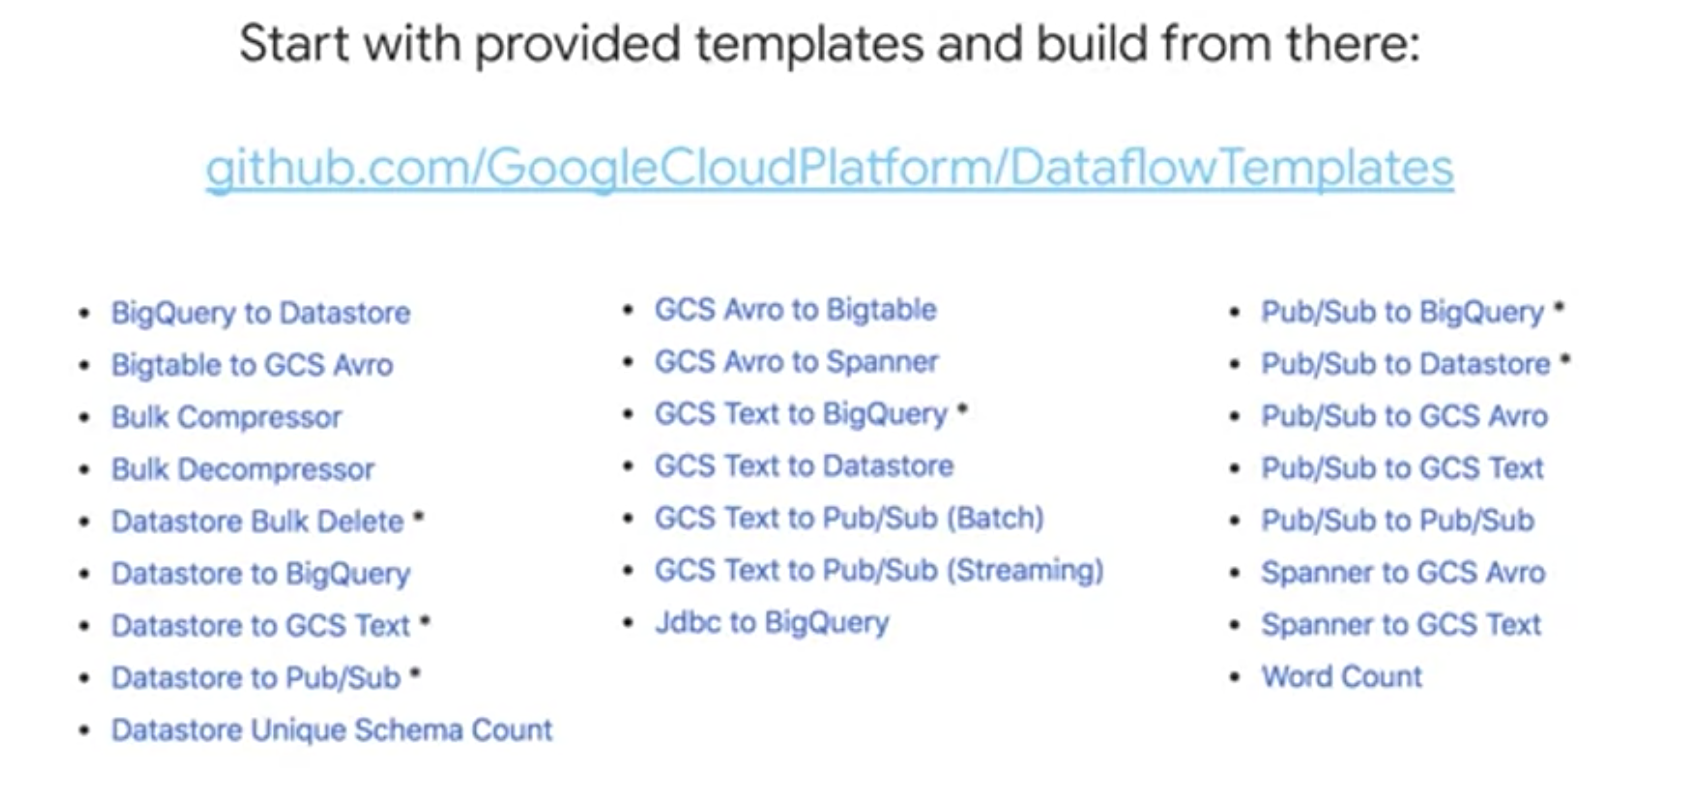 Start with provided templates and build from there:
github.com/GoogleCloudPlatform/DataflowTemplates
• BigQuery to Datastore
• Bigtable to GCS Avro
• Bulk Compressor
• Bulk Decompressor
• Datastore Bulk Delete *
• Datastore to BigQuery
• Datastore to GCS Text *
• Datastore to Pub/Sub *
• Datastore Unique Schema Count
• GCS Avro to Bigtable
• GCS Avro to Spanner
• GCS Text to BigQuery *
• GCS Text to Datastore
• GCS Text to Pub/Sub (Batch)
• GCS Text to Pub/Sub (Streaming)
• Jdbc to BigQuery
• Pub/Sub to BigQuery *
• Pub/Sub to Datastore *
• Pub/Sub to GCS Avro
• Pub/Sub to GCS Text
• Pub/Sub to Pub/Sub
• Spanner to GCS Avro
• Spanner to GCS Text
• Word Count